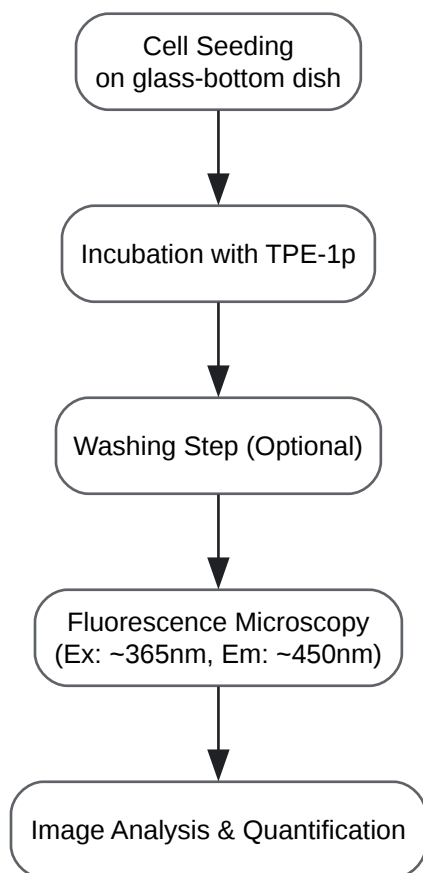 Cell Seeding
on glass-bottom dish
Incubation with TPE-1p
Washing Step (Optional)
Fluorescence Microscopy
(Ex: ~365nm, Em: ~450nm)
Image Analysis & Quantification